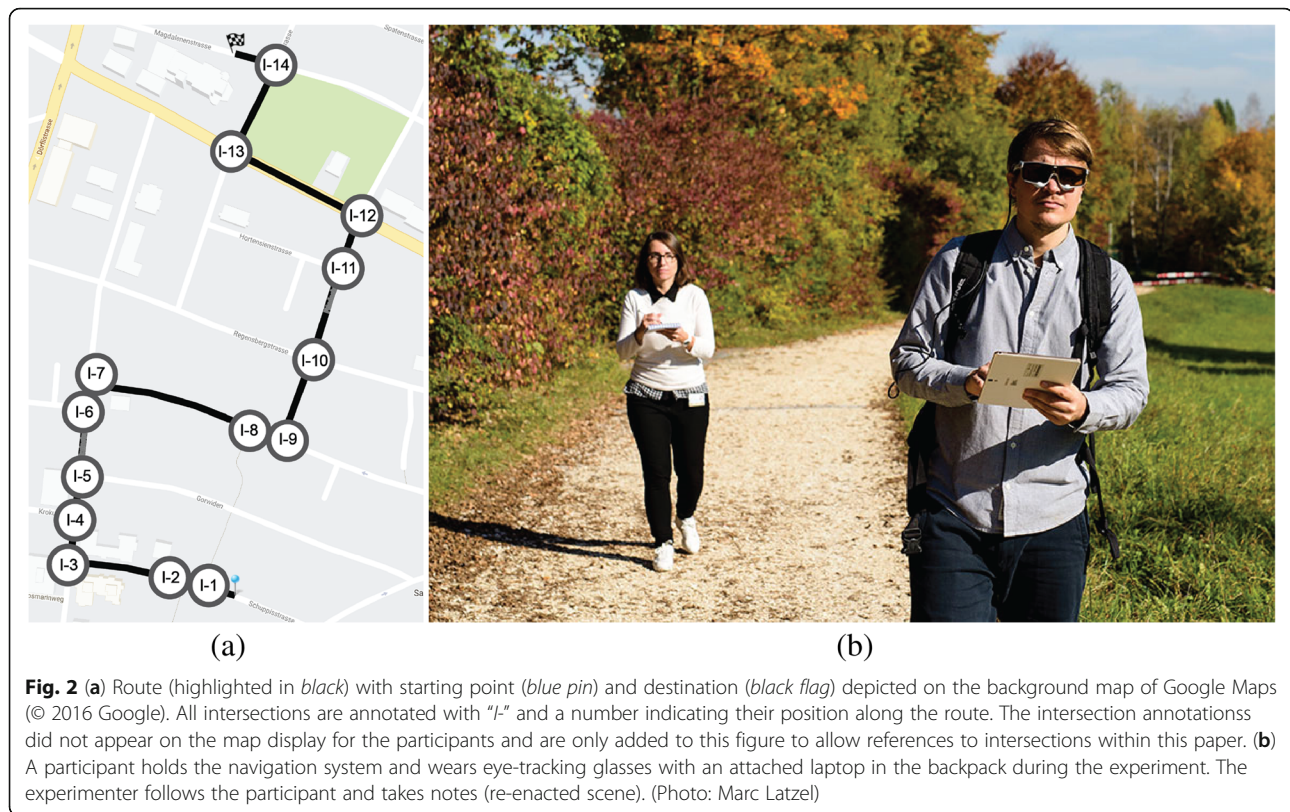 Magdalenenstrasse
Spatenstrasse
strasse
I-14
Dörflistrasse
I-13
I-12
Hortensienstrasse
I-11
Regensbergstrasse
I-10
I-7
I-6
I-8
I-9
I-5
Gorwiden
I-4
I-3
I-2
I-1
osmarinweg
Schuppisstrasse
Sa
(a)
(b)
Fig. 2 (a) Route (highlighted in black) with starting point (blue pin) and destination (black flag) depicted on the background map of Google Maps
(© 2016 Google). All intersections are annotated with “I-” and a number indicating their position along the route. The intersection annotationss
did not appear on the map display for the participants and are only added to this figure to allow references to intersections within this paper. (b)
A participant holds the navigation system and wears eye-tracking glasses with an attached laptop in the backpack during the experiment. The
experimenter follows the participant and takes notes (re-enacted scene). (Photo: Marc Latzel)